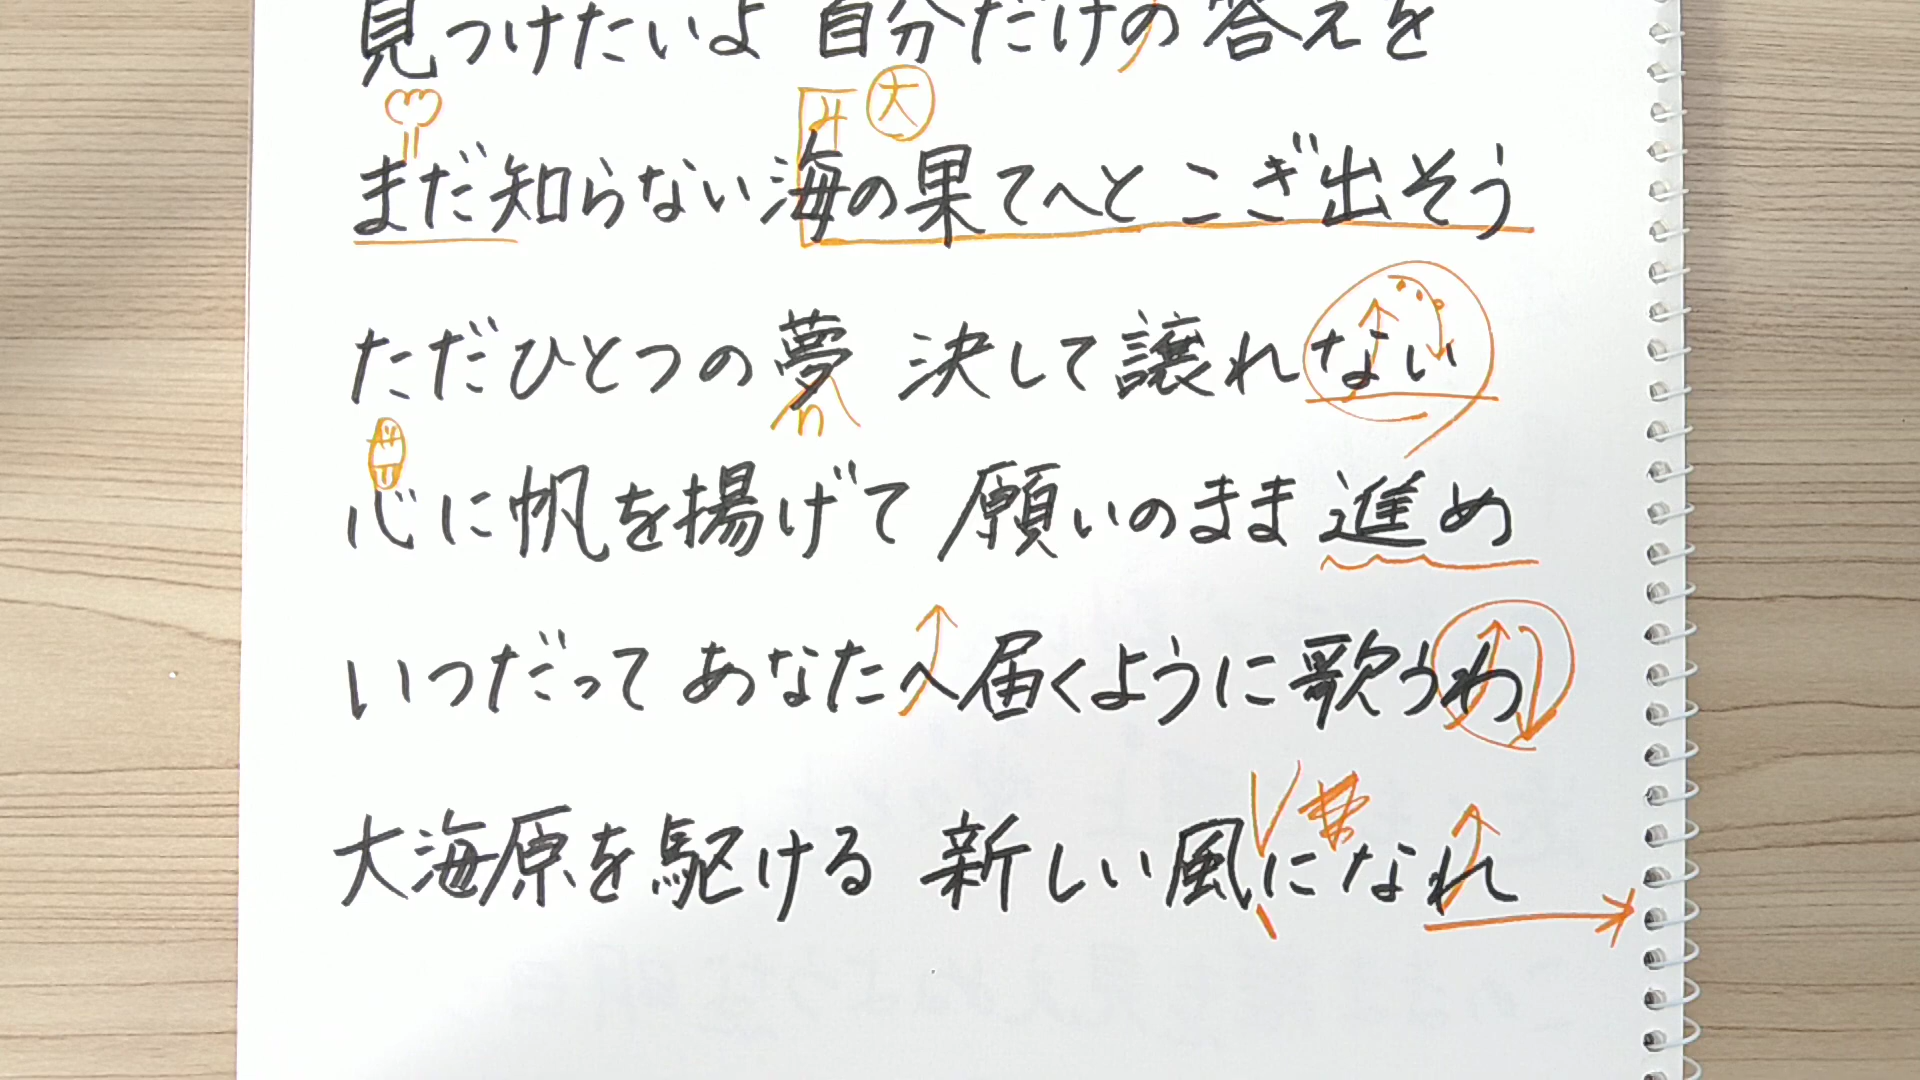 見つけたいよ 自分だけの答えを
大
まだ知らない海の果てへと こぎ出そう
ただひとつの夢 決して譲れない
n
心に帆を揚げて 願いのまま進め
いつだって あなたへ届くように歌うわ
大海原を駆ける 新しい風になれ